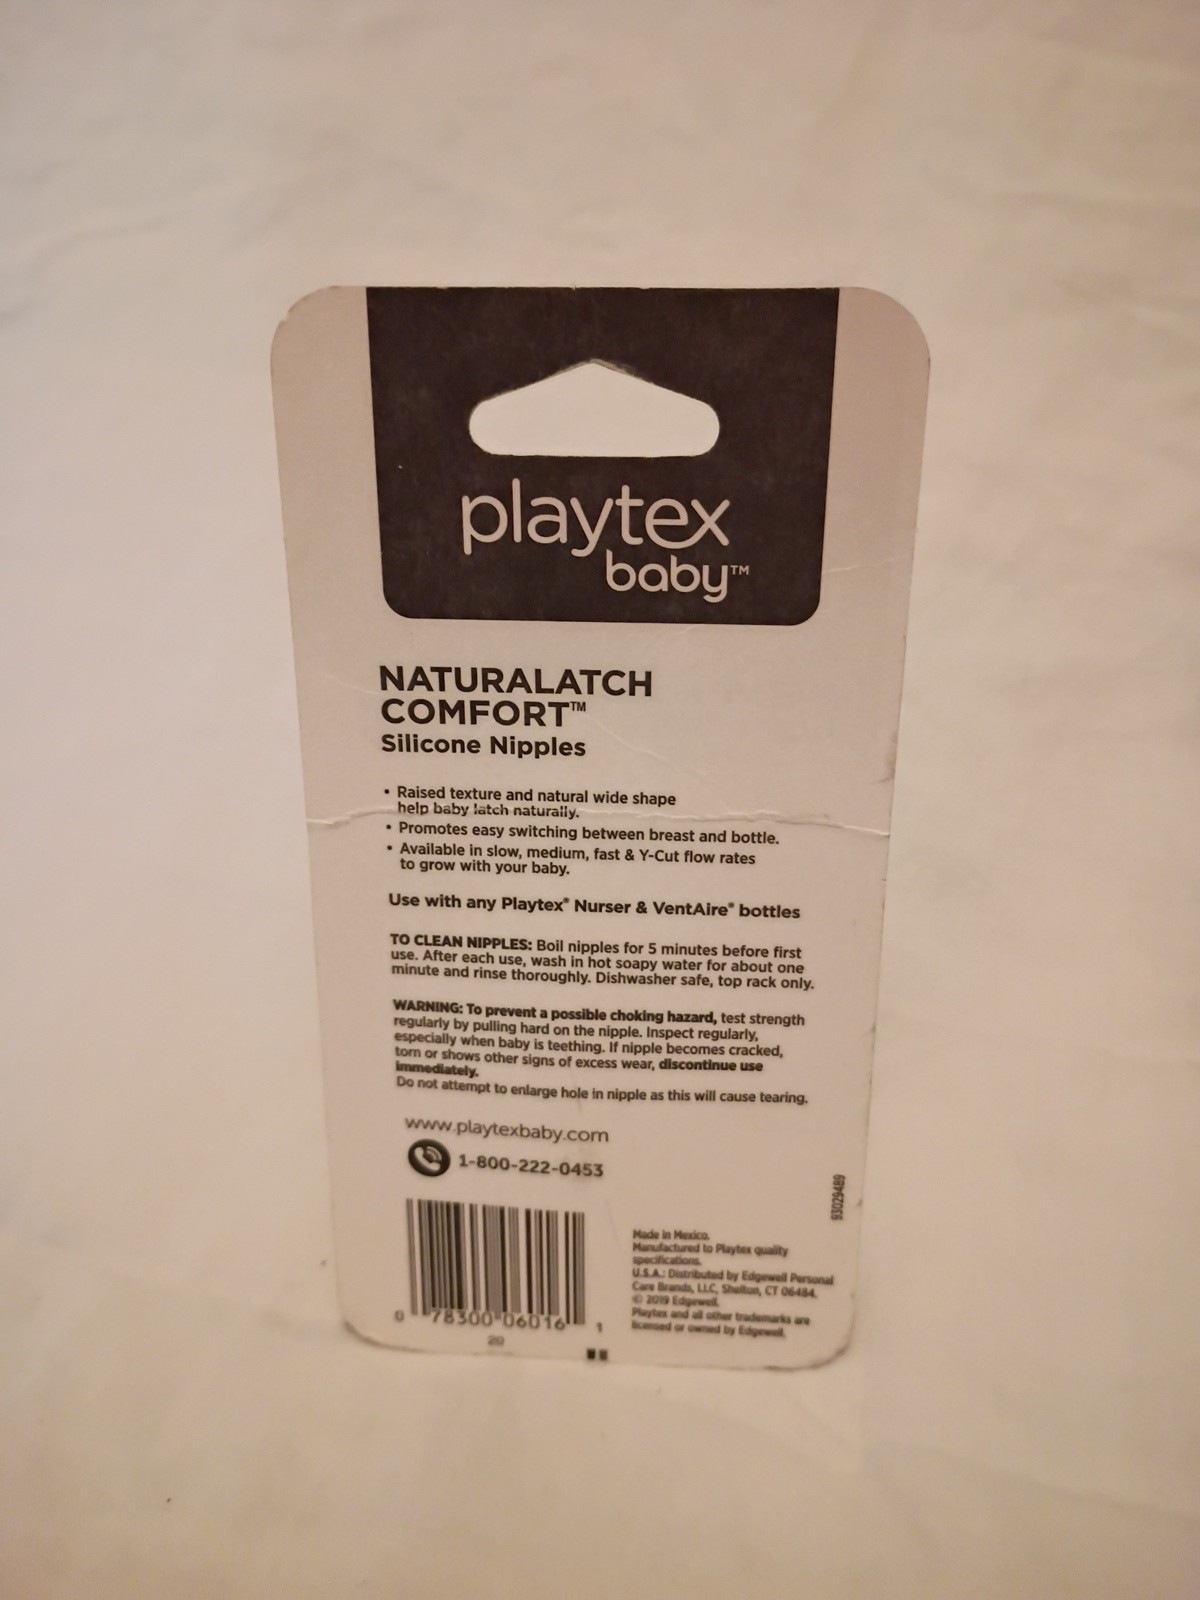 playtex
baby™
NATURALATCH
COMFORT™
Silicone Nipples
• Raised texture and natural wide shape
help baby latch naturally.
• Promotes easy switching between breast and bottle.
• Available in slow, medium, fast & Y-Cut flow rates
to grow with your baby.
Use with any Playtex® Nurser & VentAire® bottles
TO CLEAN NIPPLES: Boil nipples for 5 minutes before first
use. After each use, wash in hot soapy water for about one
minute and rinse thoroughly. Dishwasher safe, top rack only.
WARNING: To prevent a possible choking hazard, test strength
regularly by pulling hard on the nipple. Inspect regularly,
especially when baby is teething. If nipple becomes cracked,
torn or shows other signs of excess wear, discontinue use
immediately.
Do not attempt to enlarge hole in nipple as this will cause tearing.
www.playtexbaby.com
1-800-222-0453
93029489
Made in Mexico.
Manufactured to Playtex quality
specifications.
U.S.A.: Distributed by Edgewell Personal
Care Brands, LLC, Shelton, CT 06484.
© 2019 Edgewell.
Playtex and all other trademarks are
licensed or owned by Edgewell.
0 78300 06016 1
20